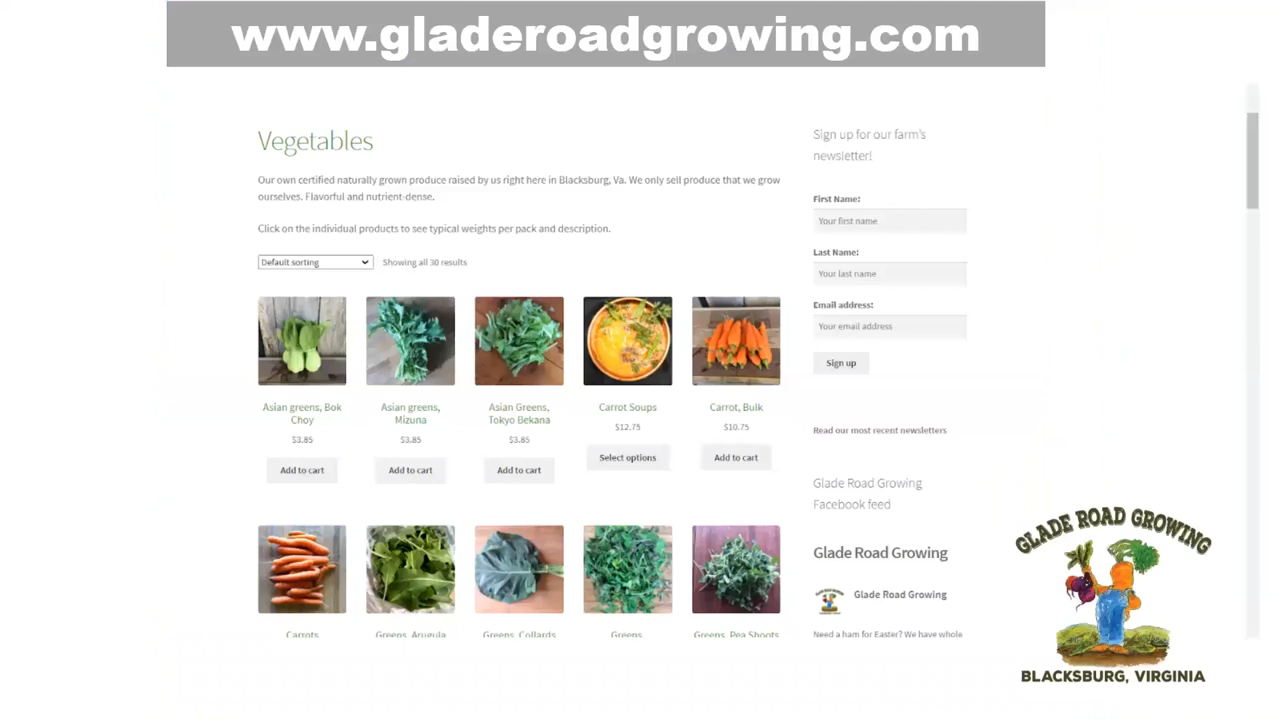 www.gladeroadgrowing.com
Vegetables
Our own certified naturally grown produce raised by us right here in Blacksburg, Va. We only sell produce that we grow
ourselves. Flavorful and nutrient-dense.
Click on the individual products to see typical weights per pack and description.
Default sorting
Showing all 30 results
Asian greens, Bok
Choy
$3.85
Add to cart
Asian greens,
Mizuna
$3.85
Add to cart
Asian Greens,
Tokyo Bekana
$3.85
Add to cart
Carrot Soups
$12.75
Select options
Carrot, Bulk
$10.75
Add to cart
Carrots
Greens, Arugula
Greens, Collards
Greens,
Greens, Pea Shoots
Sign up for our farm's
newsletter!
First Name:
Your first name
Last Name:
Your last name
Email address:
Your email address
Sign up
Read our most recent newsletters
Glade Road Growing
Facebook feed
Glade Road Growing
Glade Road Growing
Need a ham for Easter? We have whole
GLADE ROAD GROWING
BLACKSBURG, VIRGINIA